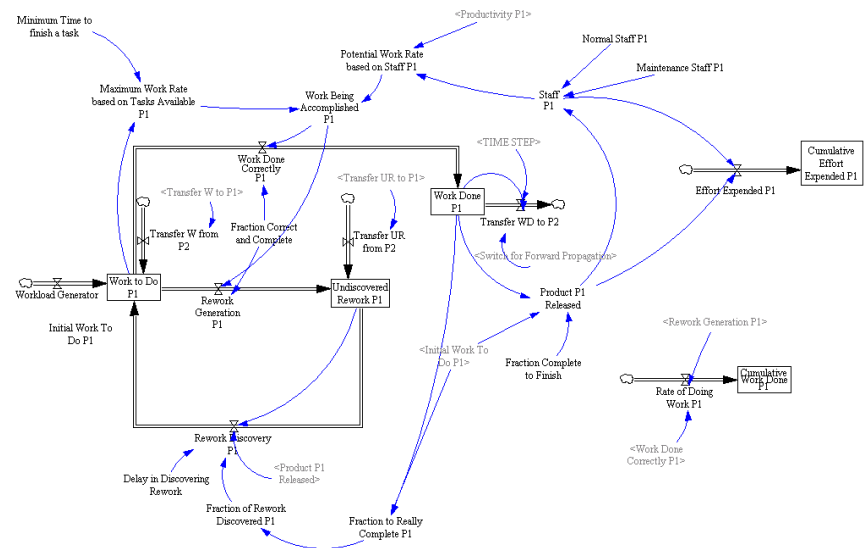 Minimum Time to
finish a task
<Productivity P1>
Normal Staff P1
Potential Work Rate
based on Staff P1
Maintenance Staff P1
Maximum Work Rate
based on Tasks Available
P1
Work Being
Accomplished
P1
Staff
P1
Work Done
Correctly
P1
<TIME STEP>
Cumulative
Effort
Expended P1
<Transfer W to P1>
<Transfer UR to P1>
Effort Expended P1
Work Done
P1
Transfer W from
P2
Fraction Correct
and Complete
Transfer UR
from P2
Transfer WD to P2
<Switch for Forward Propagation>
Workload Generator
Work to Do
P1
Rework
Generation
P1
Undiscovered
Rework P1
Product P1
Released
Initial Work To
Do P1
<Initial Work To
Do P1>
<Rework Generation P1>
Fraction Complete
to Finish
Rate of Doing
Work P1
Cumulative
Work Done
P1
Rework Discovery
P1
<Work Done
Correctly P1>
Delay in Discovering
Rework
<Product P1
Released>
Fraction of Rework
Discovered P1
Fraction to Really
Complete P1